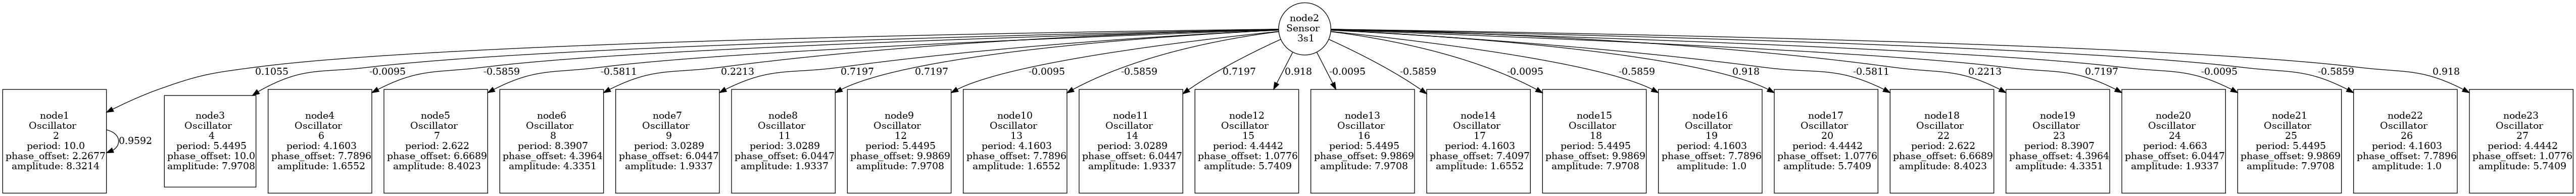 node2
Sensor
3s1
0.1055
-0.0095
-0.5859
-0.5811
0.2213
0.7197
0.7197
-0.0095
-0.5859
0.7197
0.918
-0.0095
-0.5859
-0.0095
-0.5859
0.918
-0.5811
0.2213
0.7197
-0.0095
-0.5859
0.918
node1
Oscillator
2
period: 10.0
phase_offset: 2.2677
amplitude: 8.3214
0.9592
node3
Oscillator
4
period: 5.4495
phase_offset: 10.0
amplitude: 7.9708
node4
Oscillator
6
period: 4.1603
phase_offset: 7.7896
amplitude: 1.6552
node5
Oscillator
7
period: 2.622
phase_offset: 6.6689
amplitude: 8.4023
node6
Oscillator
8
period: 8.3907
phase_offset: 4.3964
amplitude: 4.3351
node7
Oscillator
9
period: 3.0289
phase_offset: 6.0447
amplitude: 1.9337
node8
Oscillator
11
period: 3.0289
phase_offset: 6.0447
amplitude: 1.9337
node9
Oscillator
12
period: 5.4495
phase_offset: 9.9869
amplitude: 7.9708
node10
Oscillator
13
period: 4.1603
phase_offset: 7.7896
amplitude: 1.6552
node11
Oscillator
14
period: 3.0289
phase_offset: 6.0447
amplitude: 1.9337
node12
Oscillator
15
period: 4.4442
phase_offset: 1.0776
amplitude: 5.7409
node13
Oscillator
16
period: 5.4495
phase_offset: 9.9869
amplitude: 7.9708
node14
Oscillator
17
period: 4.1603
phase_offset: 7.4097
amplitude: 1.6552
node15
Oscillator
18
period: 5.4495
phase_offset: 9.9869
amplitude: 7.9708
node16
Oscillator
19
period: 4.1603
phase_offset: 7.7896
amplitude: 1.0
node17
Oscillator
20
period: 4.4442
phase_offset: 1.0776
amplitude: 5.7409
node18
Oscillator
22
period: 2.622
phase_offset: 6.6689
amplitude: 8.4023
node19
Oscillator
23
period: 8.3907
phase_offset: 4.3964
amplitude: 4.3351
node20
Oscillator
24
period: 4.663
phase_offset: 6.0447
amplitude: 1.9337
node21
Oscillator
25
period: 5.4495
phase_offset: 9.9869
amplitude: 7.9708
node22
Oscillator
26
period: 4.1603
phase_offset: 7.7896
amplitude: 1.0
node23
Oscillator
27
period: 4.4442
phase_offset: 1.0776
amplitude: 5.7409